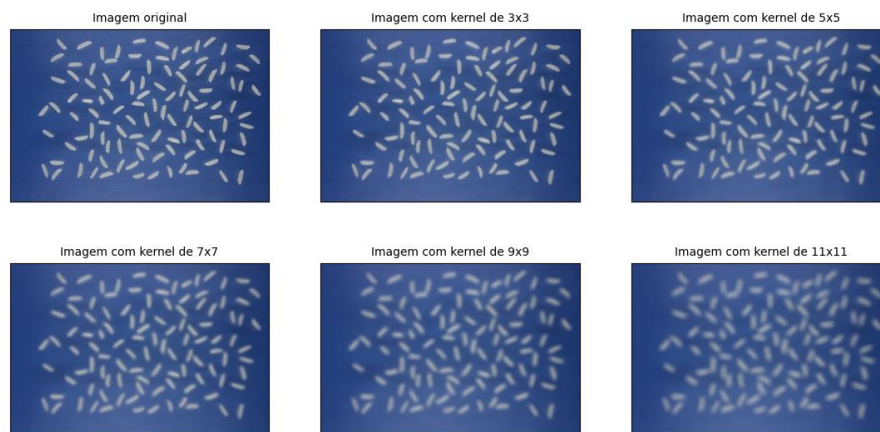 Imagem original
Imagem com kernel de 3x3
Imagem com kernel de 5x5
Imagem com kernel de 7x7
Imagem com kernel de 9x9
Imagem com kernel de 11x11